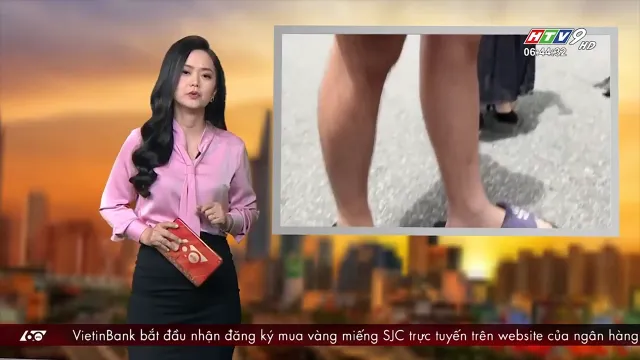 HTV9 HD
06:44:32
60
VietinBank bắt đầu nhận đăng ký mua vàng miếng SJC trực tuyến trên website của ngân hàng